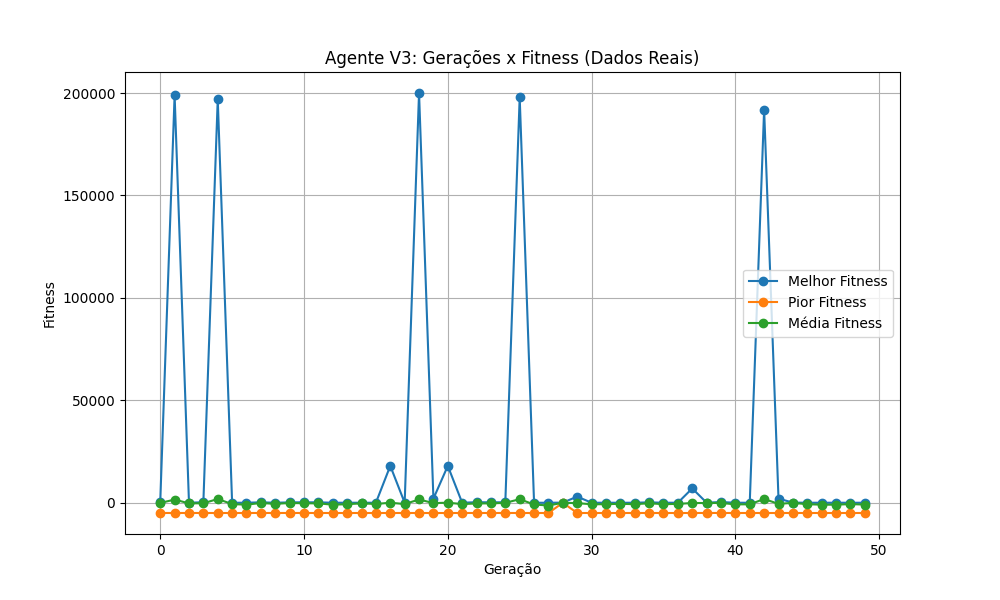 Agente V3: Gerações x Fitness (Dados Reais)
200000
150000
100000
50000
0
Fitness
Melhor Fitness
Pior Fitness
Média Fitness
0 10 20 30 40 50
Geração